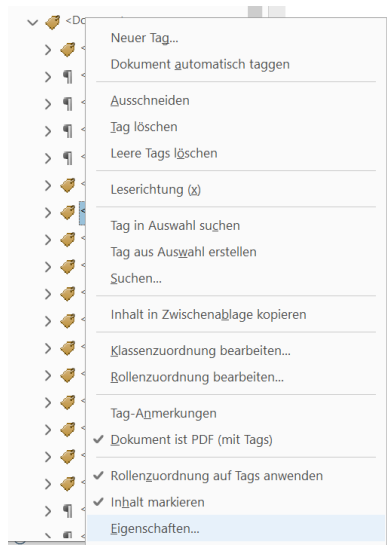 Neuer Tag...
Dokument automatisch taggen
Ausschneiden
Tag löschen
Leere Tags löschen
Leserichtung (x)
Tag in Auswahl suchen
Tag aus Auswahl erstellen
Suchen...
Inhalt in Zwischenablage kopieren
Klassenzuordnung bearbeiten...
Rollenzuordnung bearbeiten...
Tag-Anmerkungen
Dokument ist PDF (mit Tags)
Rollenzuordnung auf Tags anwenden
Inhalt markieren
Eigenschaften...